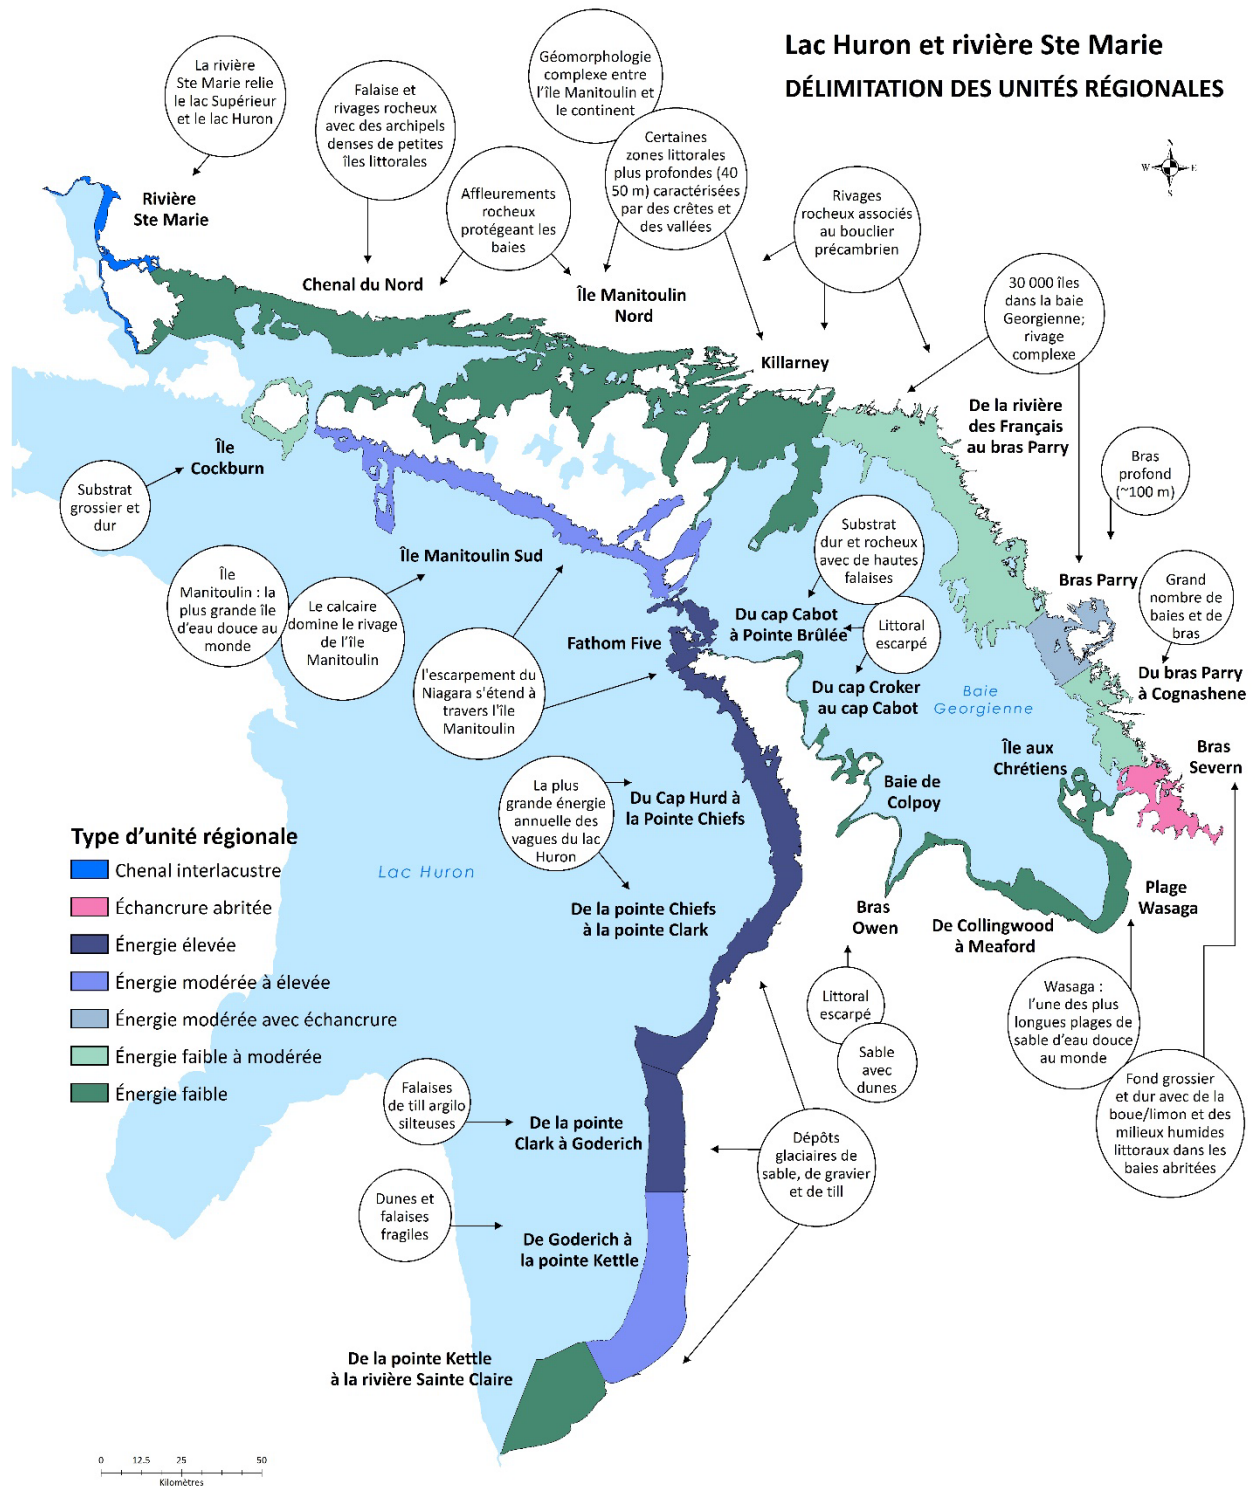 Lac Huron et rivière Ste Marie
DÉLIMITATION DES UNITÉS RÉGIONALES
La rivière
Ste Marie relie
le lac Supérieur
et le lac Huron
Falaise et
rivages rocheux
avec des archipels
denses de petites
îles littorales
Géomorphologie
complexe entre
l'île Manitoulin et
le continent
Certaines
zones littorales
plus profondes (40
50 m) caractérisées
par des crêtes et
des vallées
Affleurements
rocheux
protégeant les
baies
Rivages
rocheux associés
au bouclier
précambrien
N
W
E
S
Rivière
Ste Marie
Chenal du Nord
Île Manitoulin
Nord
Killarney
30 000 îles
dans la baie
Georgienne;
rivage
complexe
De la rivière
des Français
au bras Parry
Île
Cockburn
Substrat
grossier et
dur
Bras
profond
(~100 m)
Île Manitoulin Sud
Substrat
dur et rocheux
avec de hautes
falaises
Île
Manitoulin : la
plus grande île
d'eau douce au
monde
Le calcaire
domine le rivage
de l'île
Manitoulin
Bras Parry
Grand
nombre de
baies et de
bras
Du cap Cabot
à Pointe Brûlée
Littoral
escarpé
Fathom Five
l'escarpement du
Niagara s'étend à
travers l'île
Manitoulin
Du cap Croker
au cap Cabot
Baie
Georgienne
Du bras Parry
à Cognashene
Île aux
Chrétiens
Bras
Severn
La plus
grande énergie
annuelle des
vagues du lac
Huron
Du Cap Hurd à
la Pointe Chiefs
Baie de
Colpoy
Type d'unité régionale
Chenal interlacustre
Échancrure abritée
Énergie élevée
Énergie modérée à élevée
Énergie modérée avec échancrure
Énergie faible à modérée
Énergie faible
Lac Huron
De la pointe Chiefs
à la pointe Clark
Bras
Owen
De Collingwood
à Meaford
Plage
Wasaga
Littoral
escarpé
Sable
avec
dunes
Wasaga :
l'une des plus
longues plages de
sable d'eau douce
au monde
Fond grossier
et dur avec de la
boue/limon et des
milieux humides
littoraux dans les
baies abritées
Falaises
de till argilo
silteuses
De la pointe
Clark à Goderich
Dépôts
glaciaires de
sable, de gravier
et de till
Dunes et
falaises
fragiles
De Goderich à
la pointe Kettle
De la pointe Kettle
à la rivière Sainte Claire
0 12.5 25 50
Kilomètres